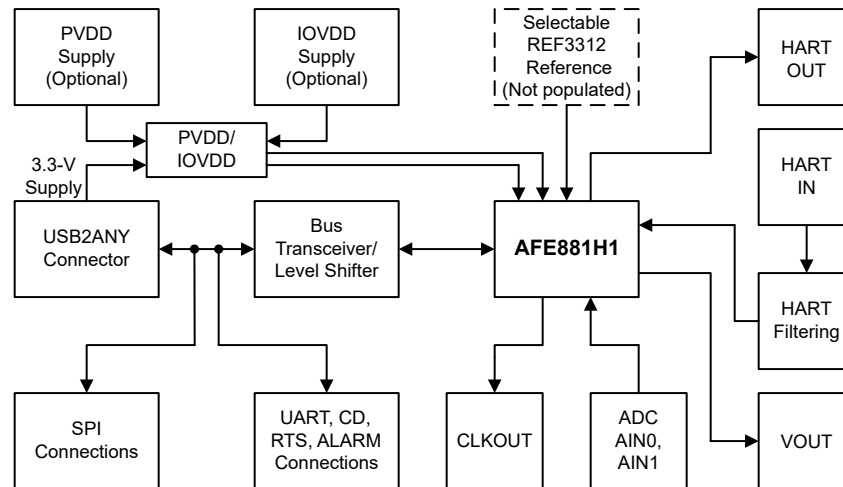 PVDD
Supply
(Optional)
IOVDD
Supply
(Optional)
Selectable
REF3312
Reference
(Not populated)
HART
OUT
PVDD/
IOVDD
3.3-V
Supply
HART
IN
USB2ANY
Connector
Bus
Transceiver/
Level Shifter
AFE881H1
HART
Filtering
SPI
Connections
UART, CD,
RTS, ALARM
Connections
CLKOUT
ADC
AIN0,
AIN1
VOUT